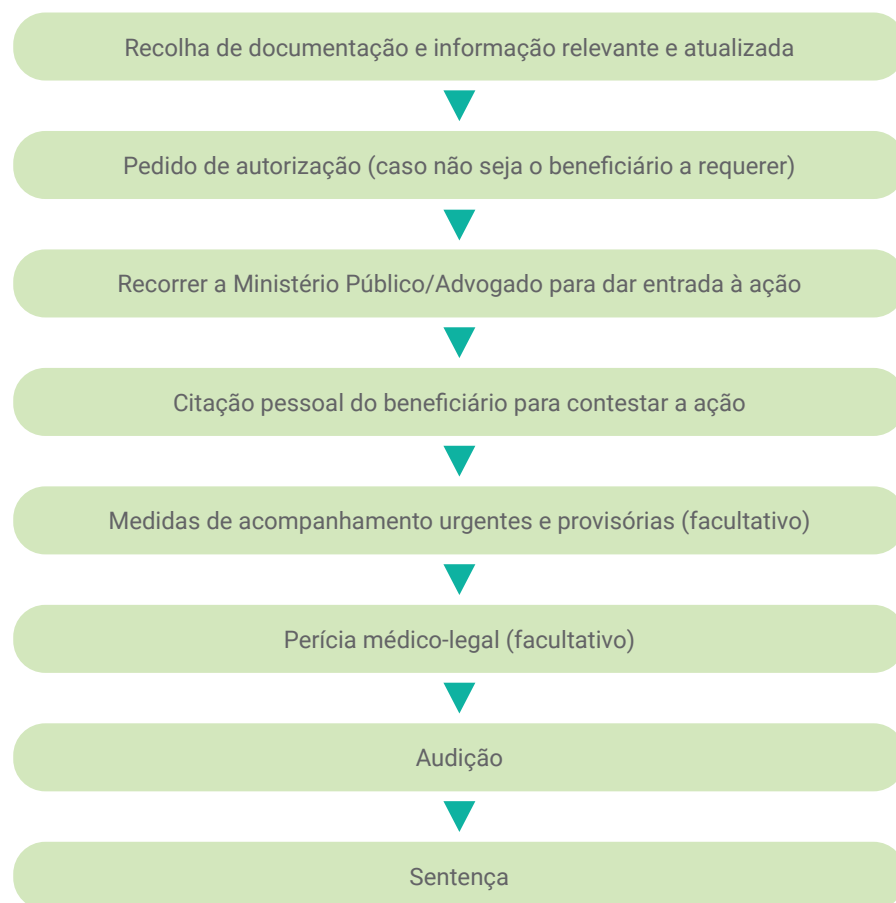 Recolha de documentação e informação relevante e atualizada
Pedido de autorização (caso não seja o beneficiário a requerer)
Recorrer a Ministério Público/Advogado para dar entrada à ação
Citação pessoal do beneficiário para contestar a ação
Medidas de acompanhamento urgentes e provisórias (facultativo)
Perícia médico-legal (facultativo)
Audição
Sentença